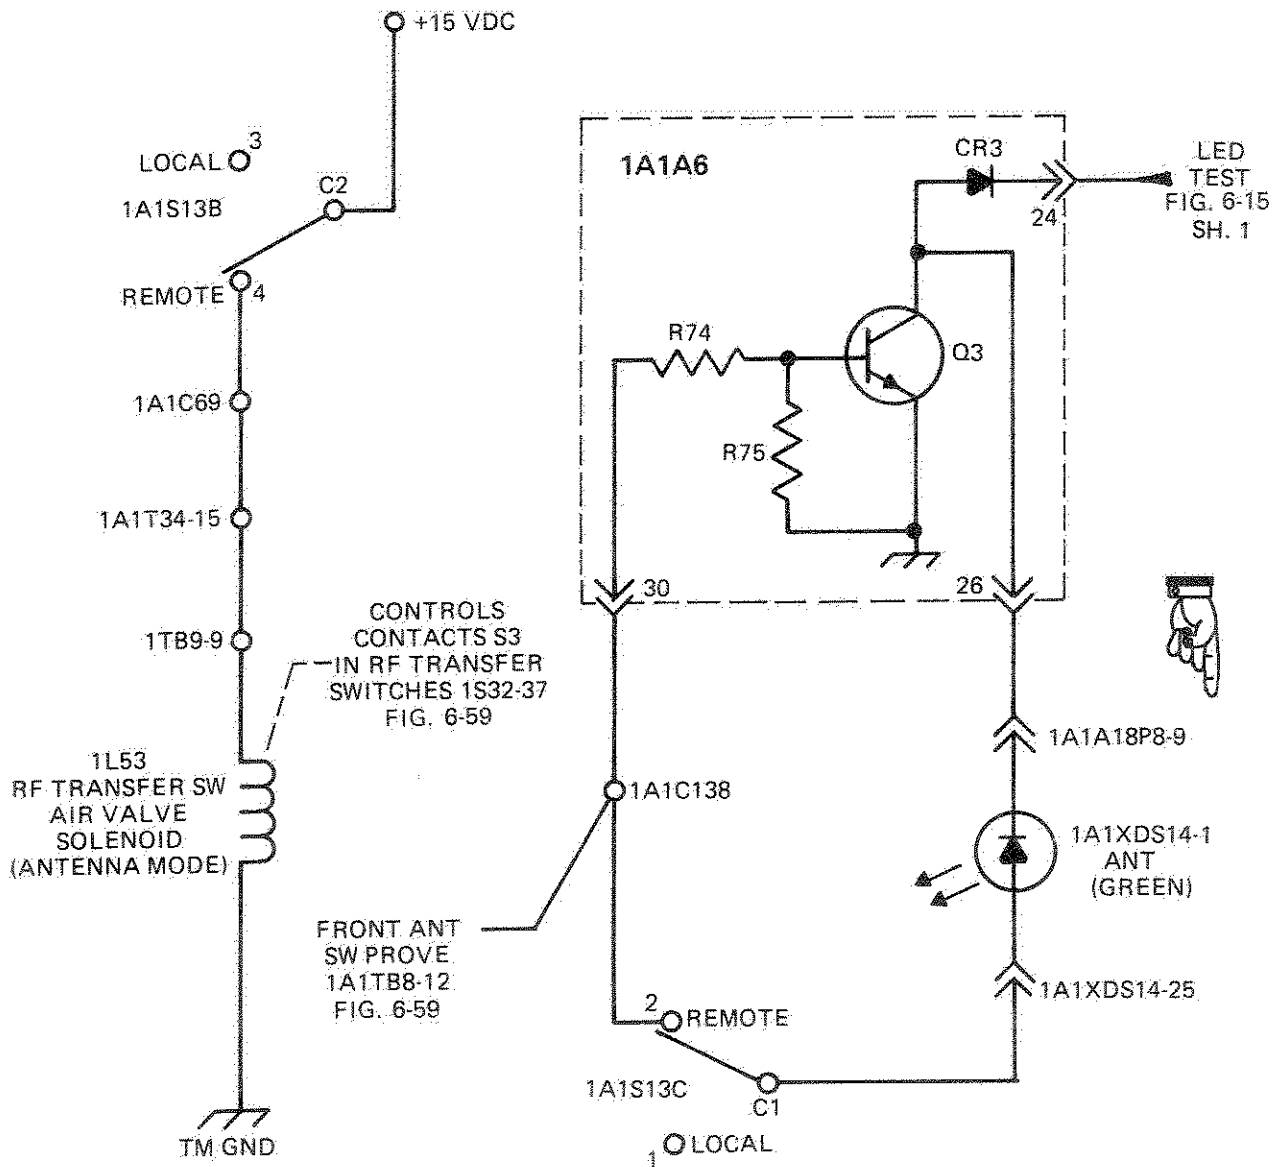 +15 VDC
3
LOCAL
C2
1A1S13B
REMOTE
4
1A1C69
1A1T34-15
1TB9-9
CONTROLS
CONTACTS S3
IN RF TRANSFER
SWITCHES 1S32-37
FIG. 6-59
1L53
RF TRANSFER SW
AIR VALVE
SOLENOID
(ANTENNA MODE)
TM GND
1A1A6
CR3
24
LED
TEST
FIG. 6-15
SH. 1
R74
Q3
R75
30
26
1A1A18P8-9
1A1C138
1A1XDS14-1
ANT
(GREEN)
FRONT ANT
SW PROVE
1A1TB8-12
FIG. 6-59
1A1XDS14-25
2
REMOTE
1A1S13C
C1
1
LOCAL